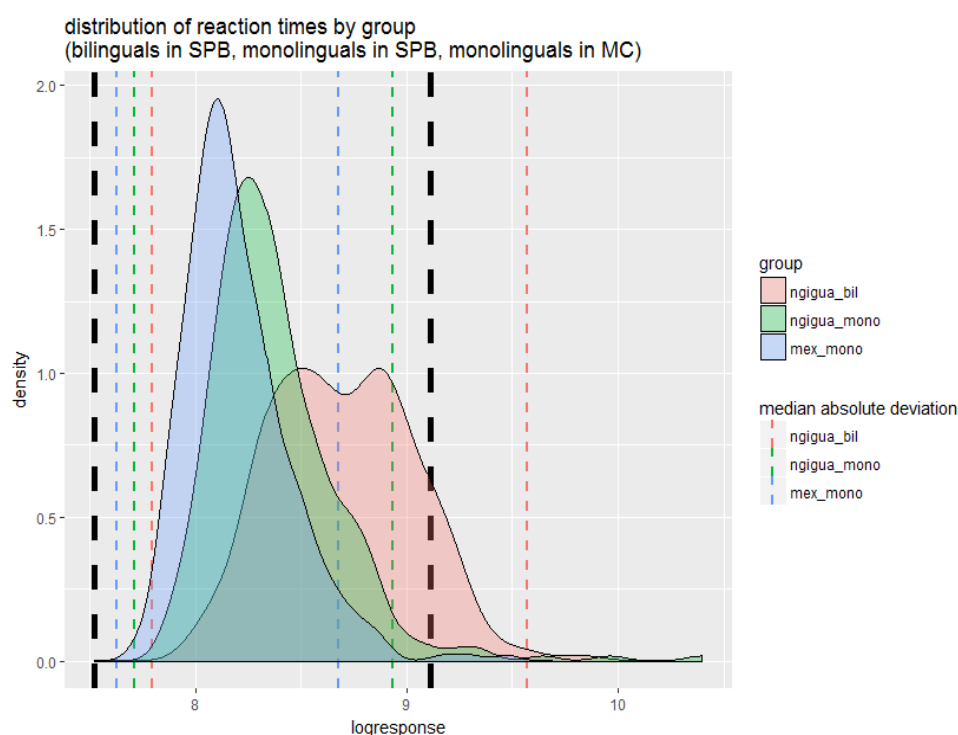 distribution of reaction times by group
(bilinguals in SPB, monolinguals in SPB, monolinguals in MC)
2.0
1.5
1.0
0.5
0.0
density
8
9
10
logresponse
group
ngigua_bil
ngigua_mono
mex_mono
median absolute deviation
ngigua_bil
ngigua_mono
mex_mono